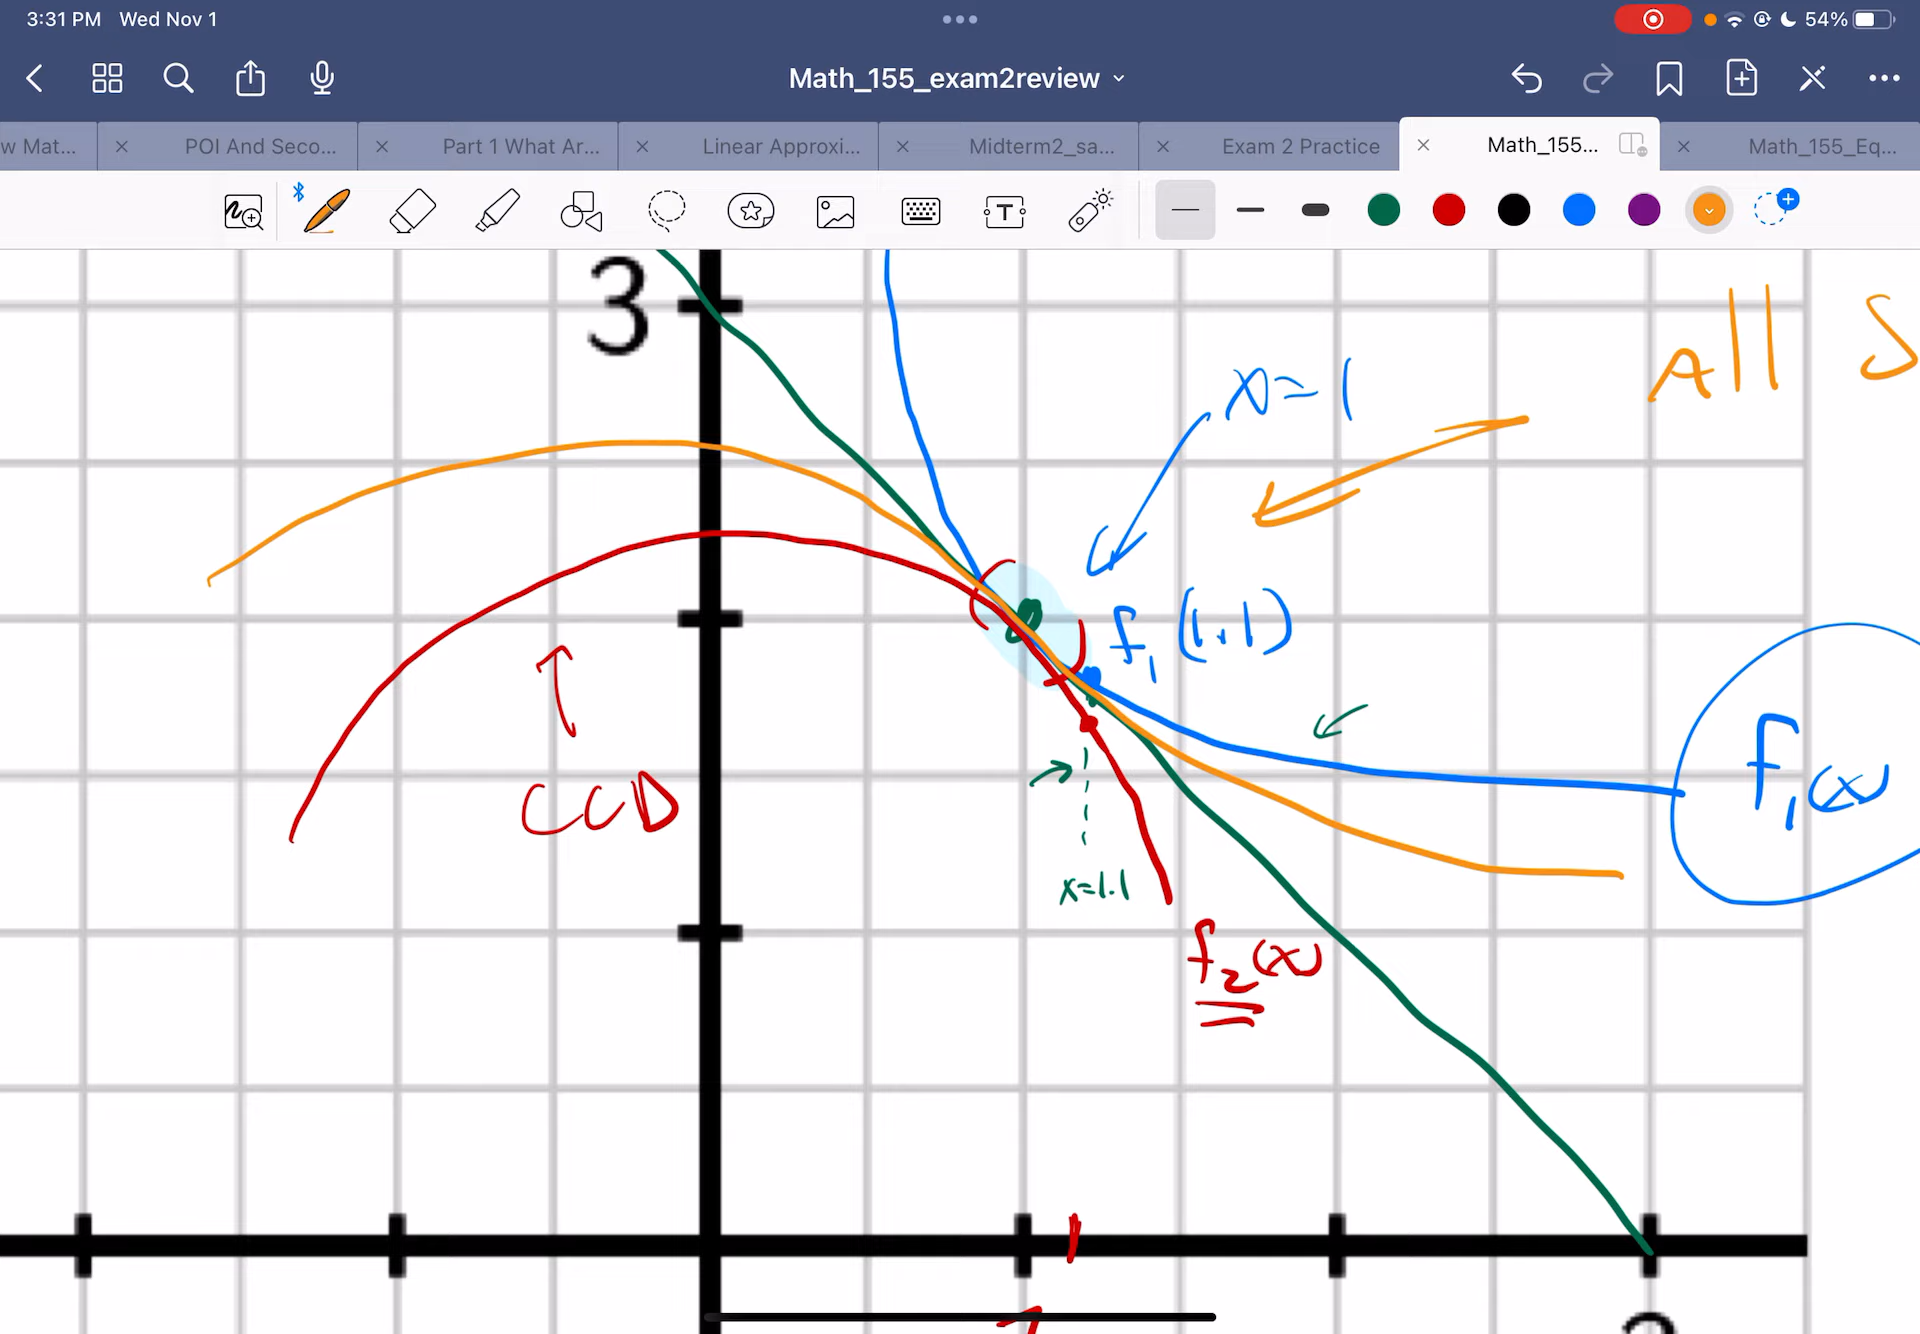 3:31 PM Wed Nov 1
54%
Math_155_exam2review
w Mat...
POI And Seco...
Part 1 What Ar...
Linear Approxi...
Midterm2_sa...
Exam 2 Practice
Math_155...
Math_155_Eq...
T
3
All S
x=1
f₁(1.1)
f₁(x)
CCD
x=1.1
f₂(x)